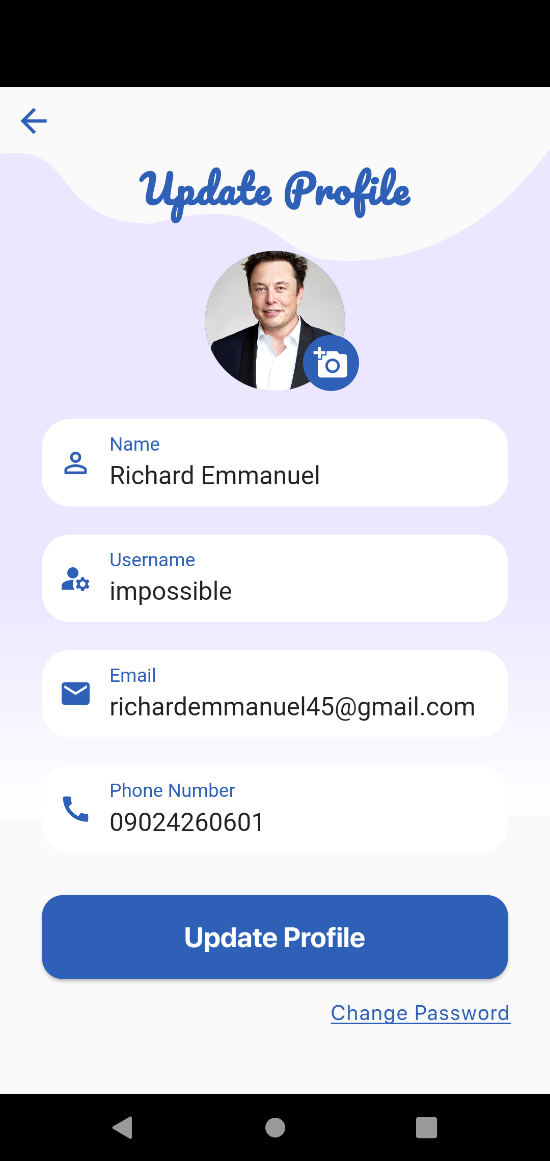 Update Profile
Name
Richard Emmanuel
Username
impossible
Email
richardemmanuel45@gmail.com
Phone Number
09024260601
Update Profile
Change Password